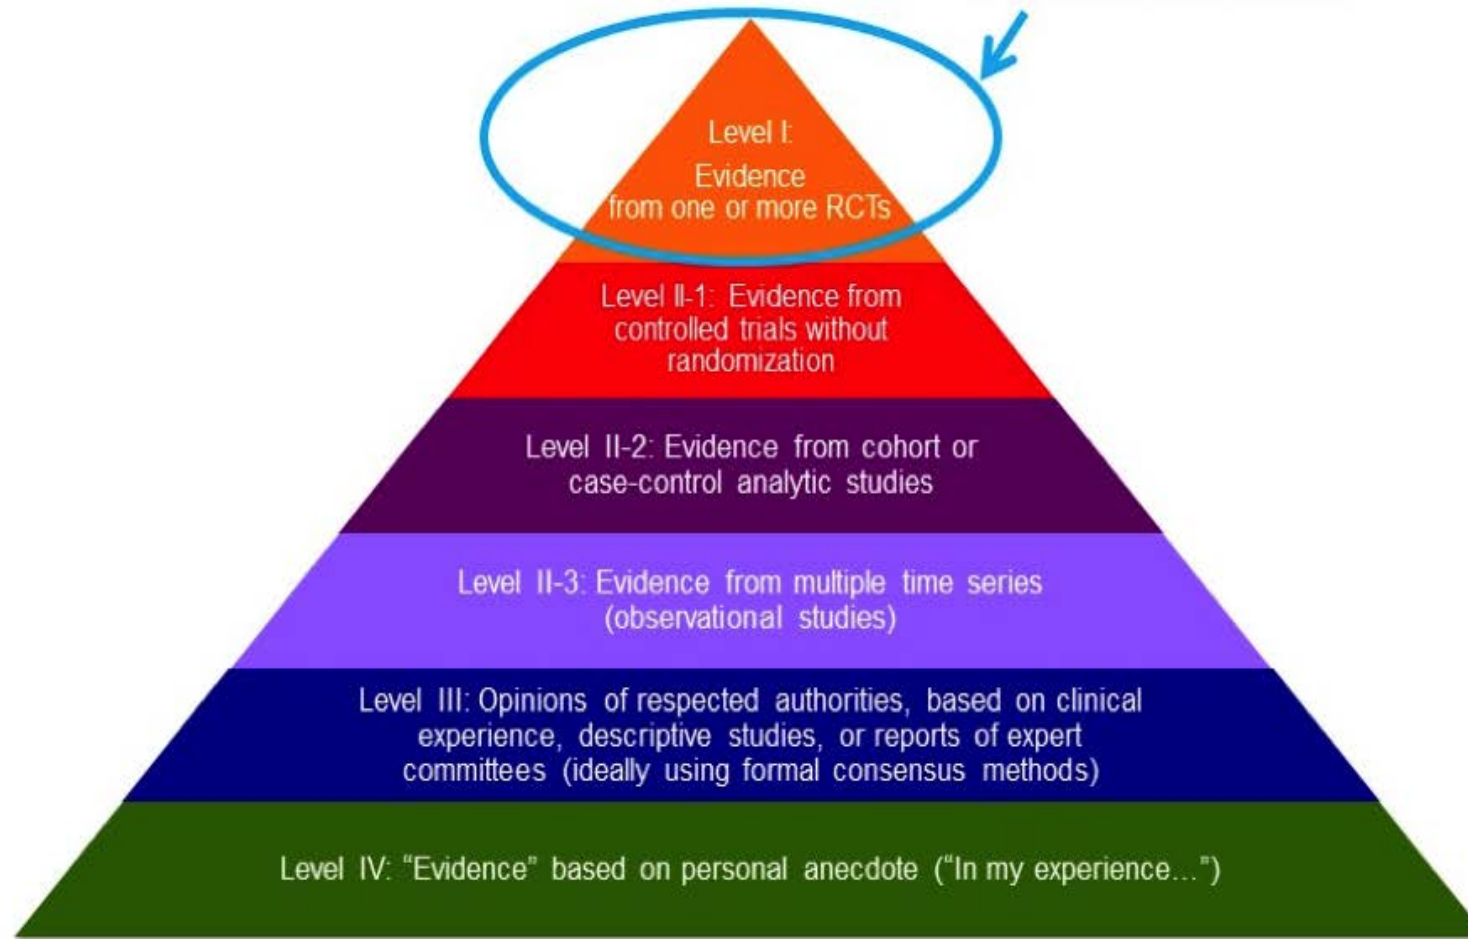 Level I:
Evidence
from one or more RCTs
Level II-1: Evidence from
controlled trials without
randomization
Level II-2: Evidence from cohort or
case-control analytic studies
Level II-3: Evidence from multiple time series
(observational studies)
Level III: Opinions of respected authorities, based on clinical
experience, descriptive studies, or reports of expert
committees (ideally using formal consensus methods)
Level IV: “Evidence” based on personal anecdote (“In my experience…”)